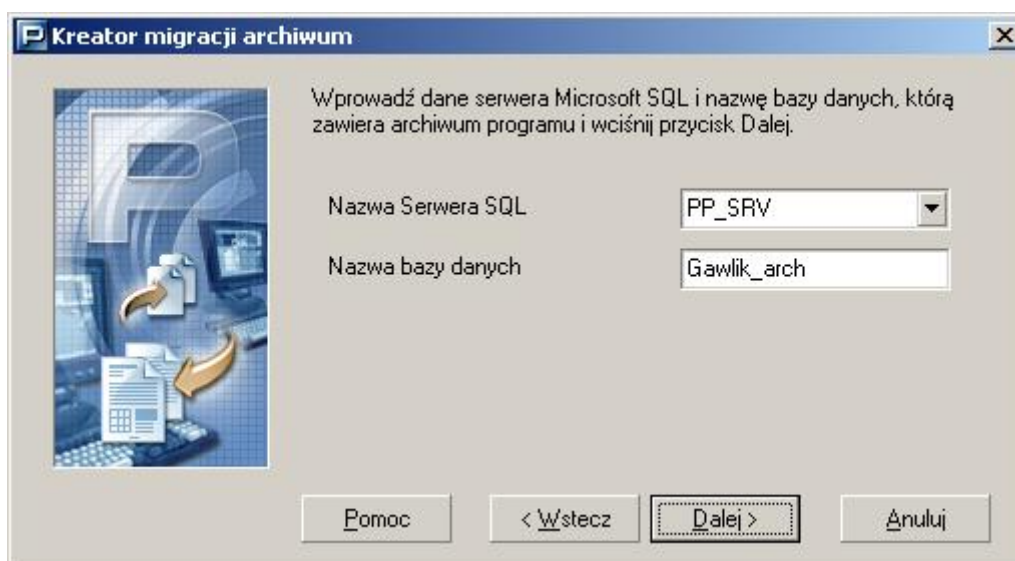 Kreator migracji archiwum
Wprowadź dane serwera Microsoft SQL i nazwę bazy danych, którą
zawiera archiwum programu i wciśnij przycisk Dalej.
Nazwa Serwera SQL PP_SRV
Nazwa bazy danych Gawlik_arch
Pomoc < Wstecz Dalej > Anuluj